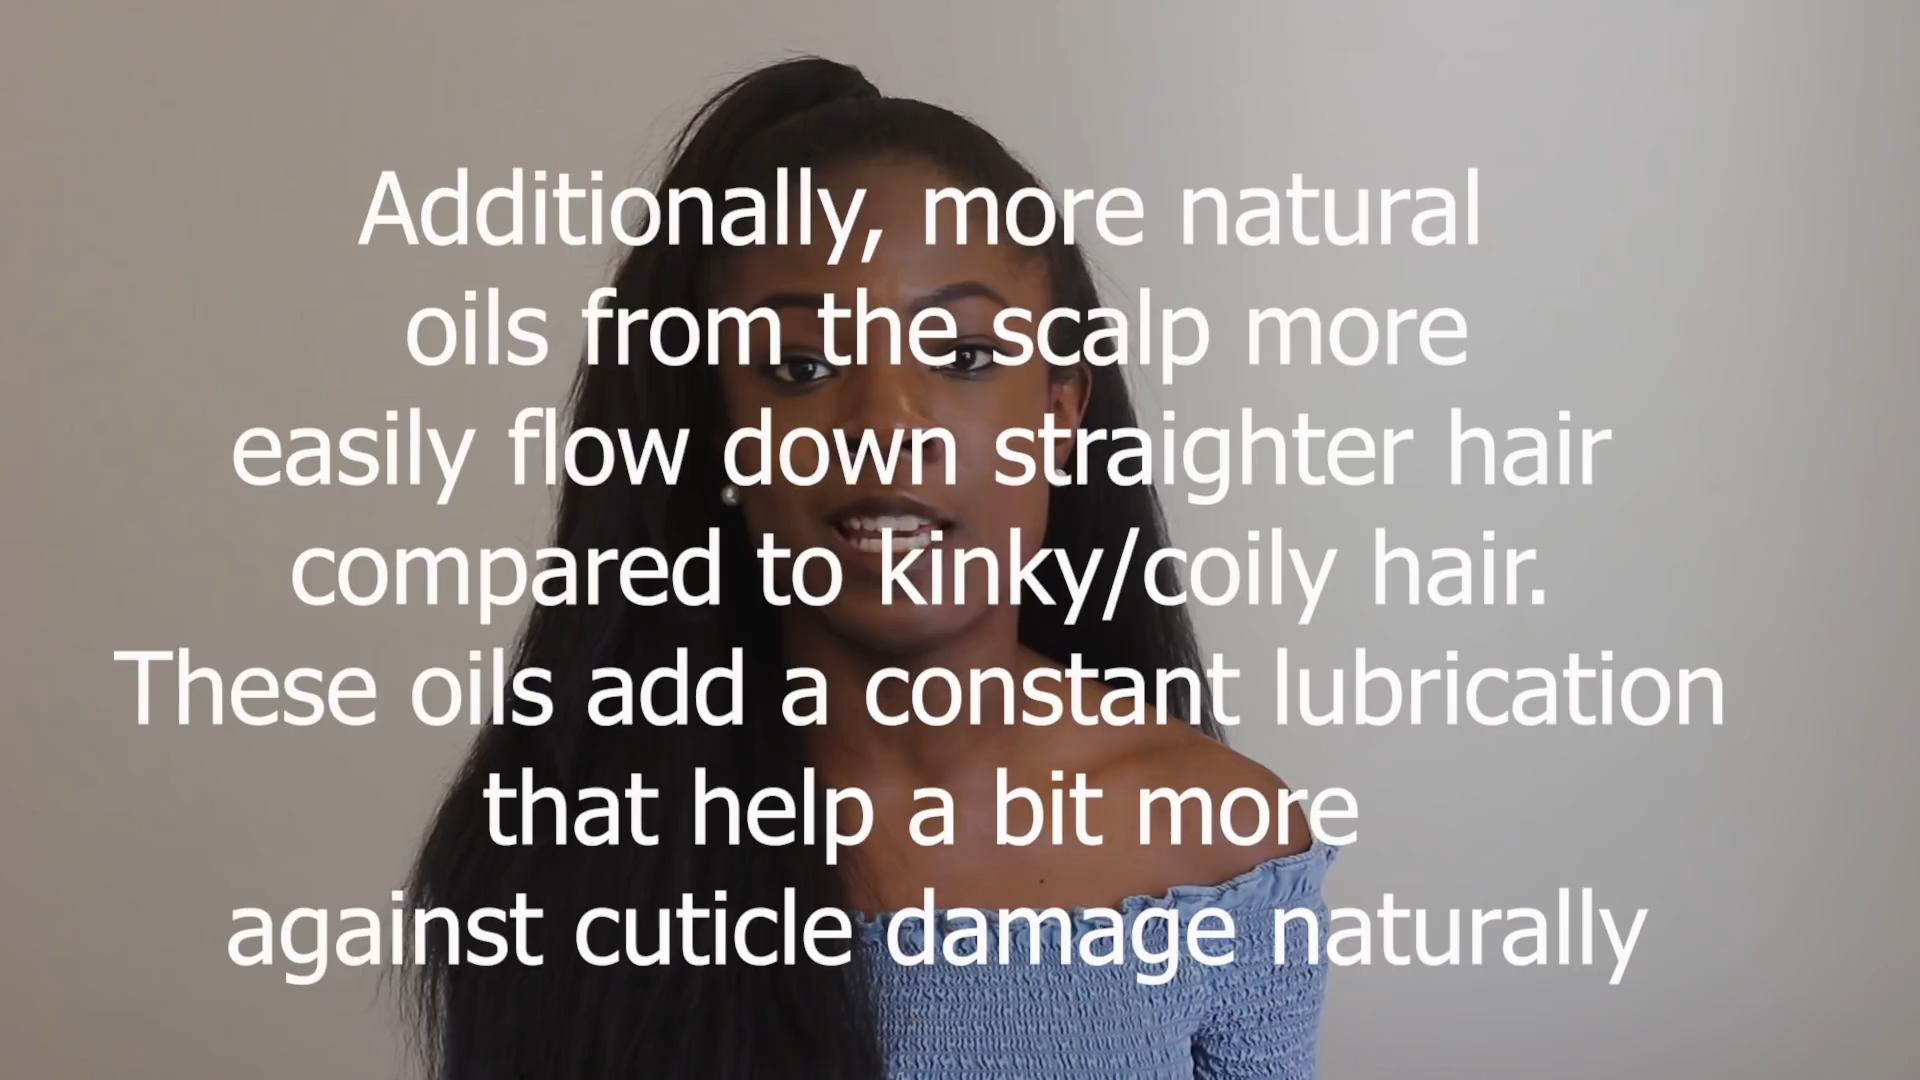 Additionally, more natural
oils from the scalp more
easily flow down straighter hair
compared to kinky/coily hair.
These oils add a constant lubrication
that help a bit more
against cuticle damage naturally